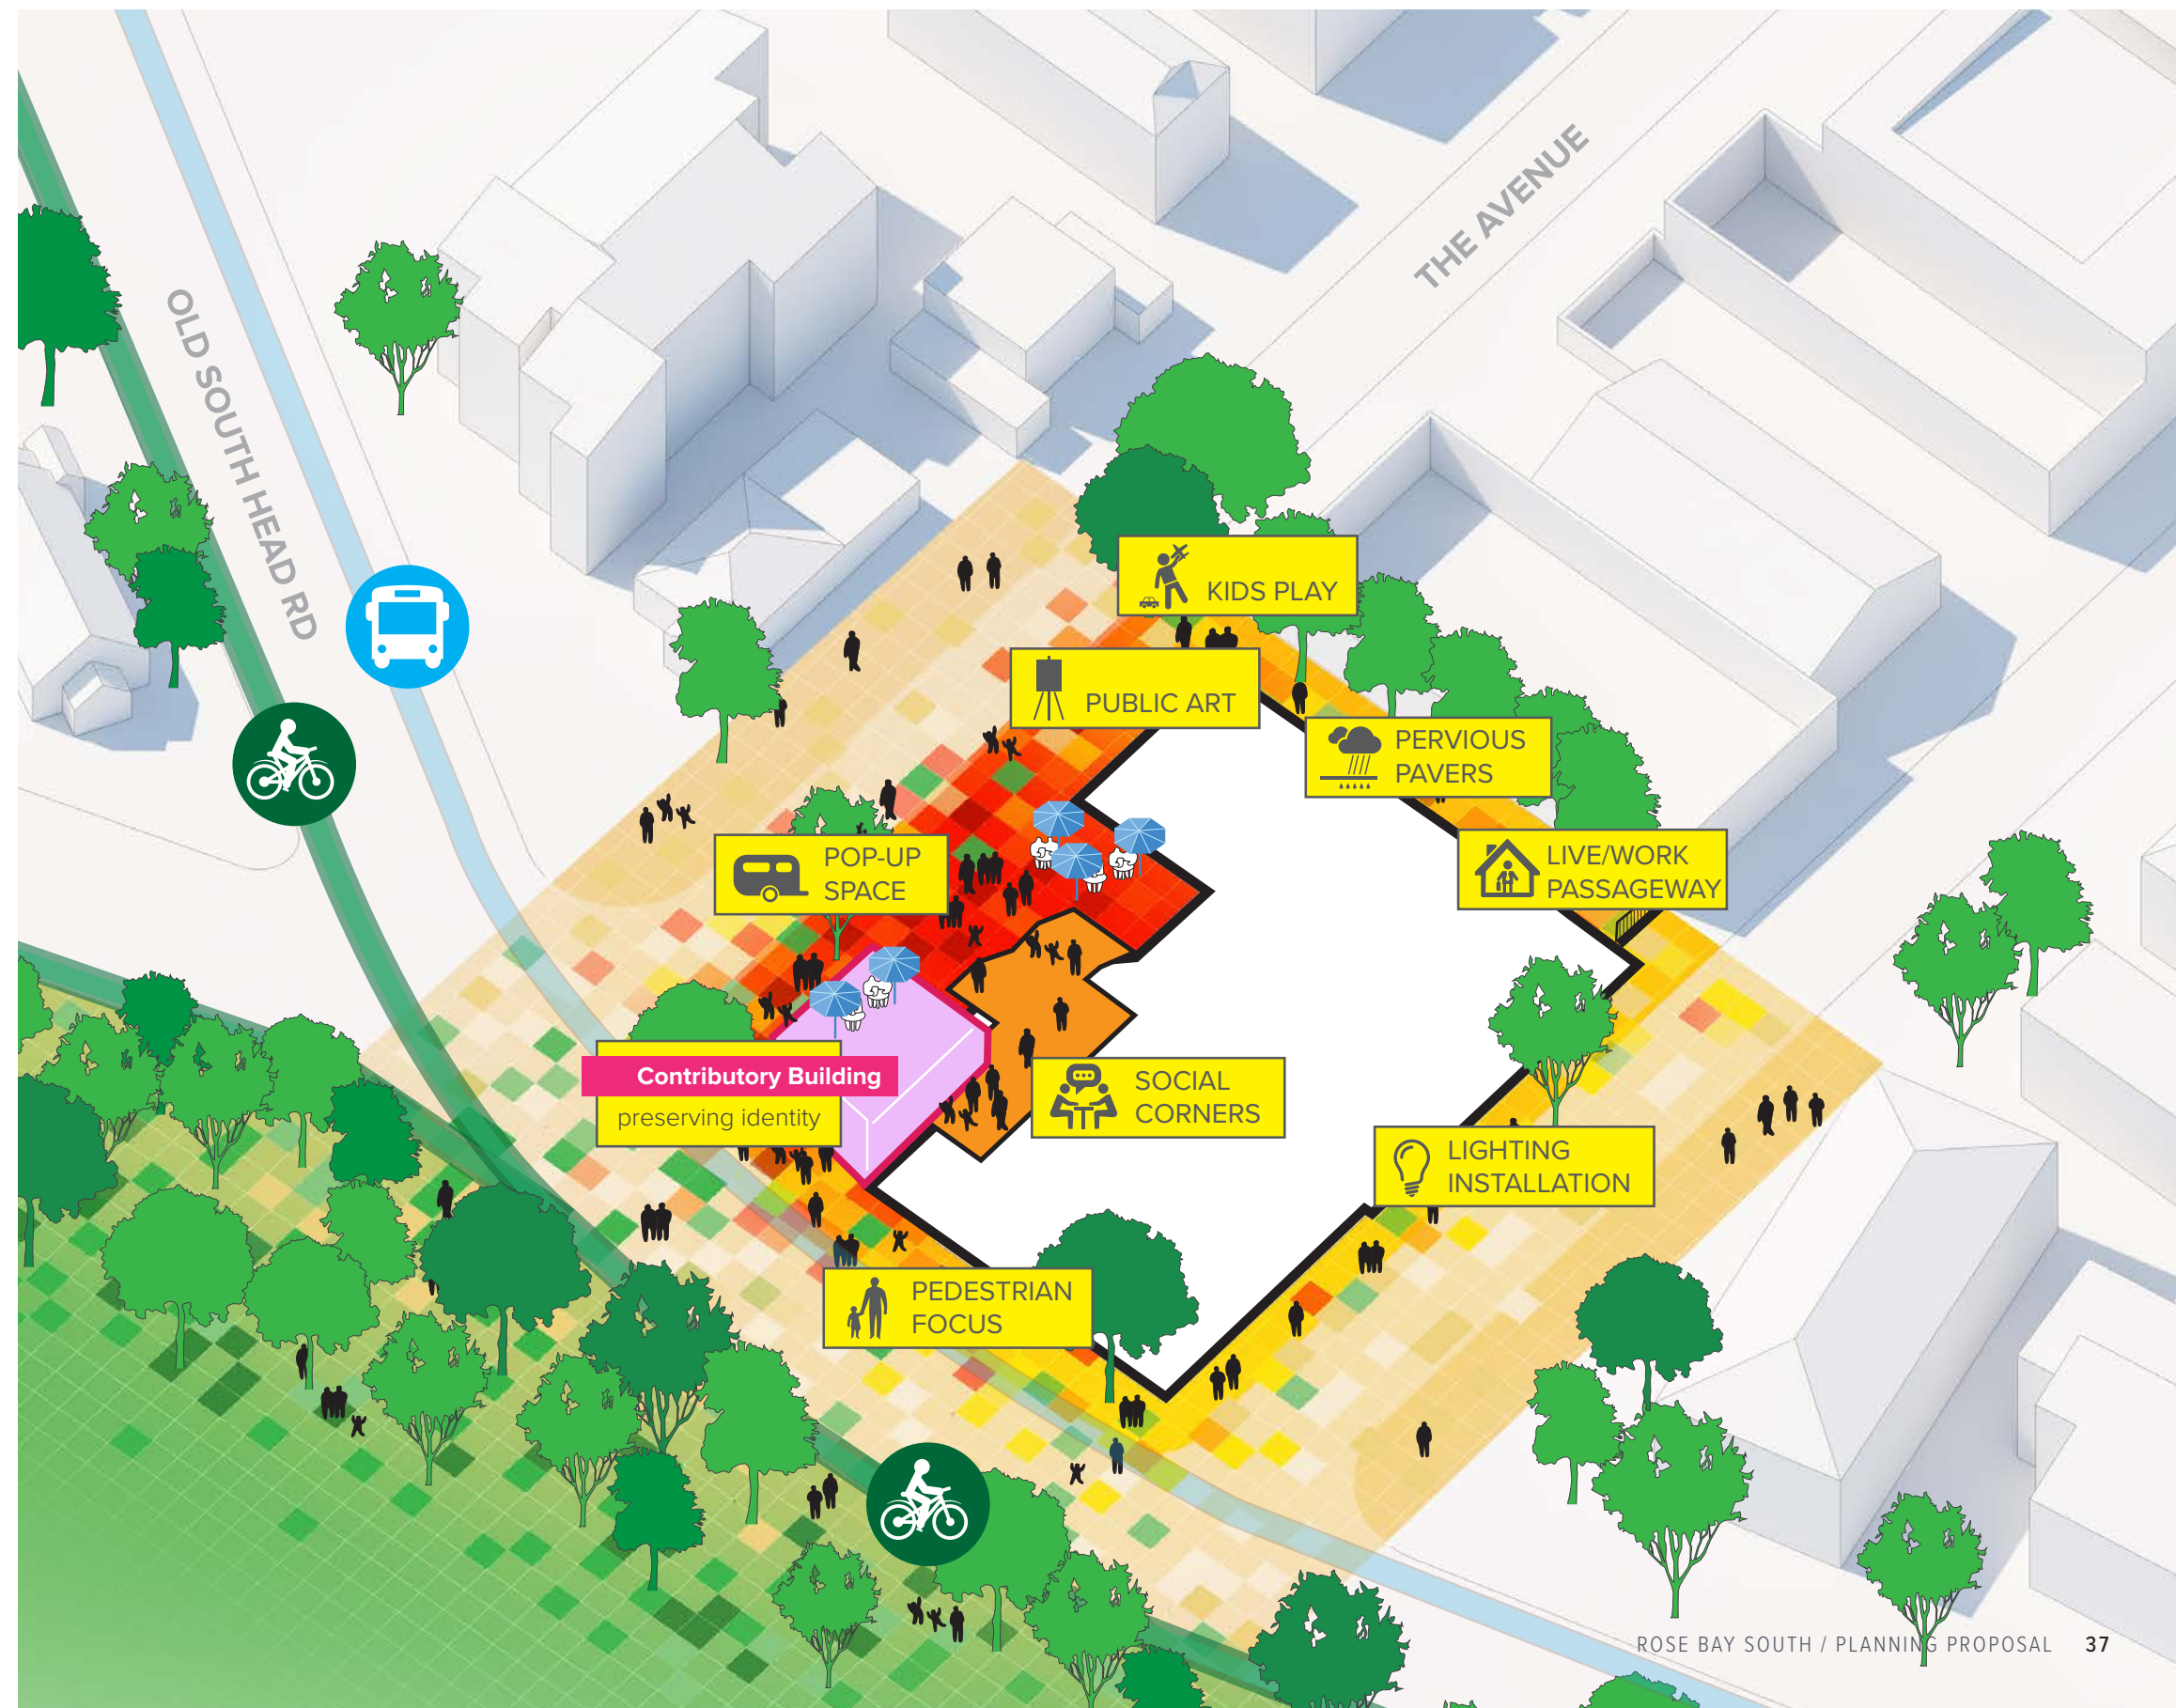 THE AVENUE
OLD SOUTH HEAD RD
KIDS PLAY
PUBLIC ART
PERVIOUS
PAVERS
POP-UP
SPACE
LIVE/WORK
PASSAGEWAY
Contributory Building
preserving identity
SOCIAL
CORNERS
LIGHTING
INSTALLATION
PEDESTRIAN
FOCUS
ROSE BAY SOUTH / PLANNING PROPOSAL 37